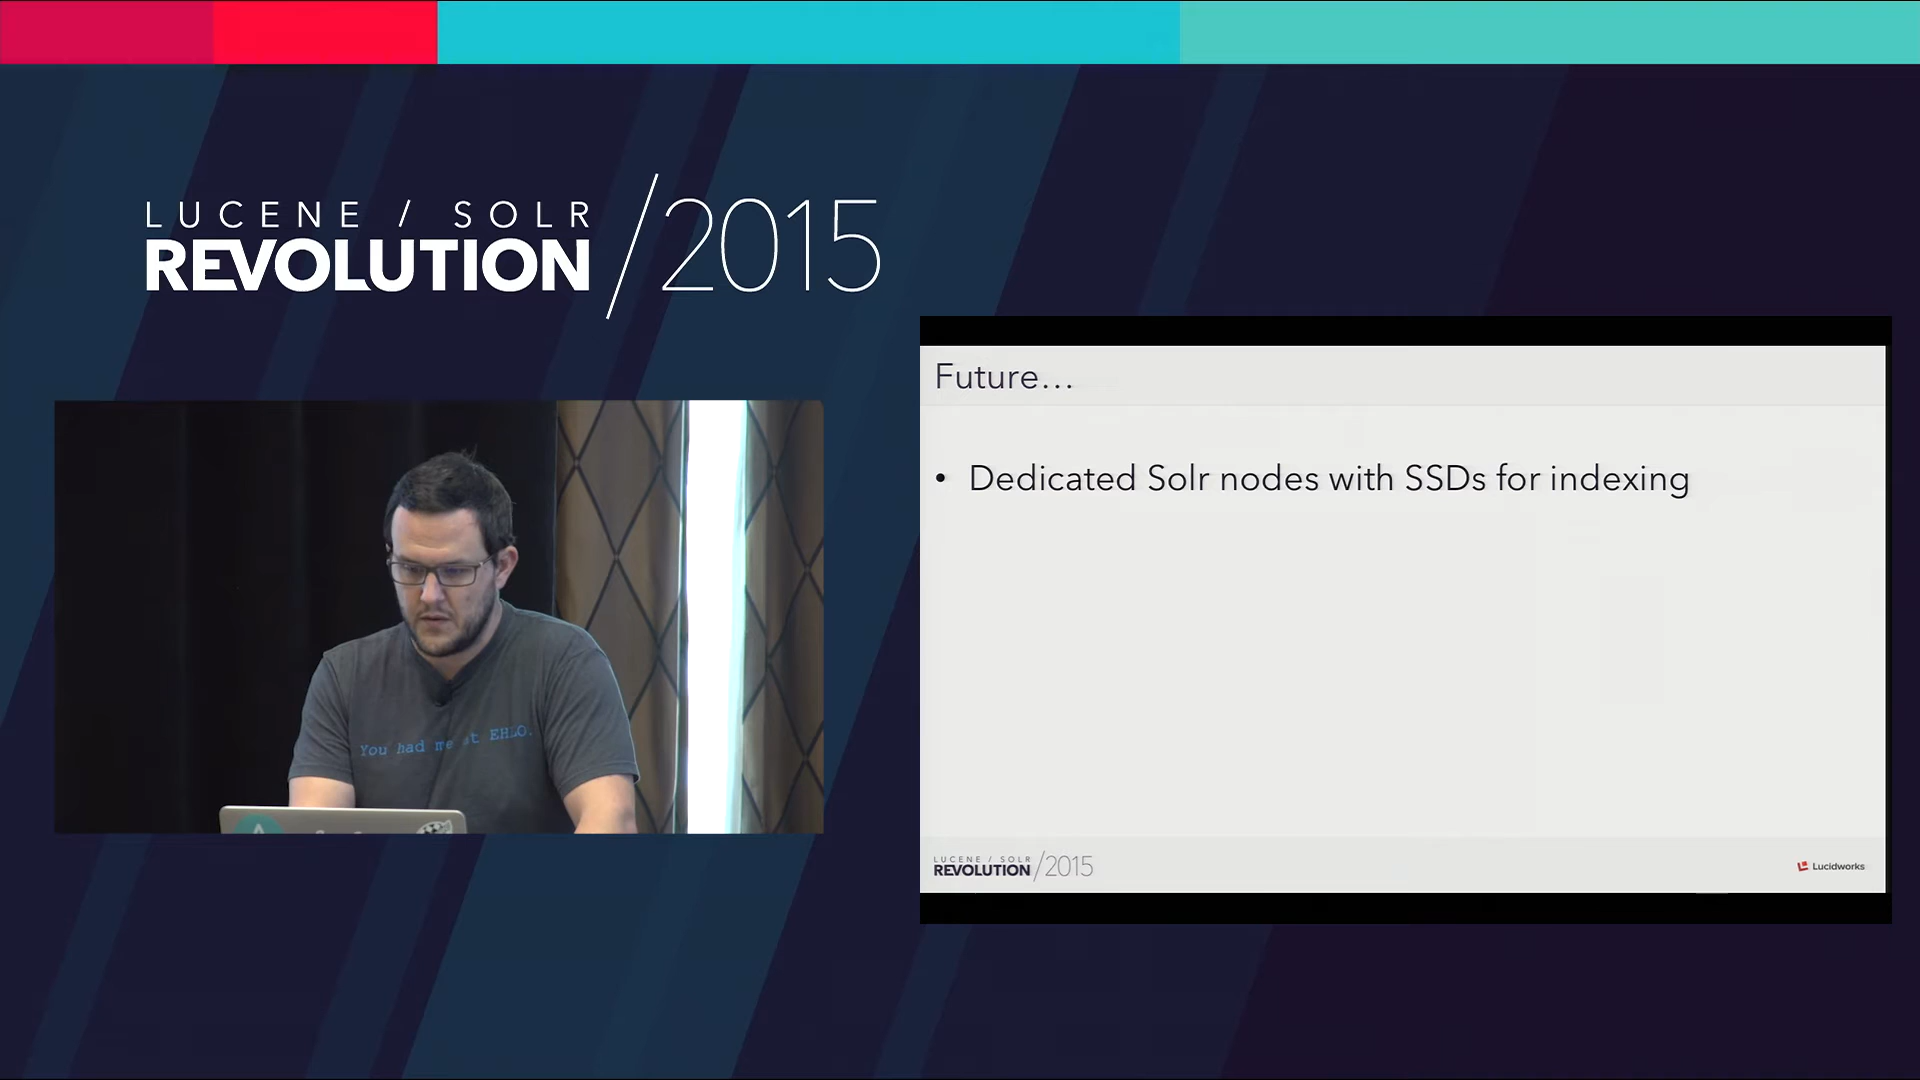 LUCENE / SOLR
REVOLUTION /2015
You had me at EHLO.
Future...
• Dedicated Solr nodes with SSDs for indexing
LUCENE / SOLR
REVOLUTION /2015
Lucidworks